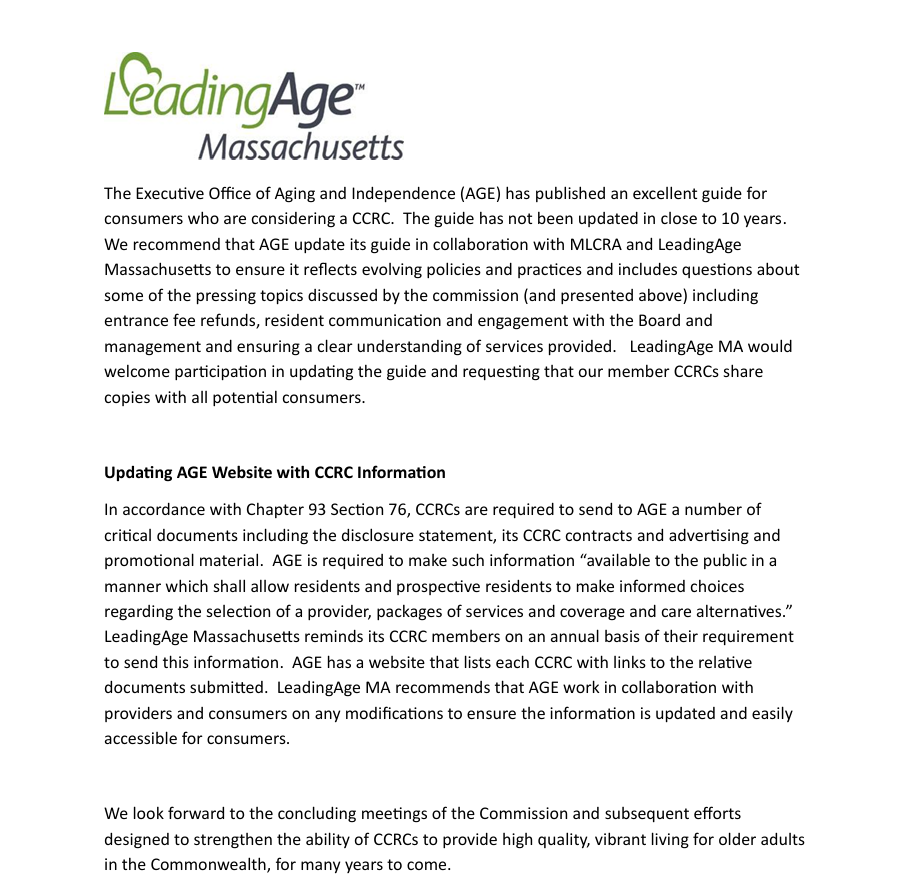 LeadingAge™
Massachusetts
The Executive Office of Aging and Independence (AGE) has published an excellent guide for
consumers who are considering a CCRC.  The guide has not been updated in close to 10 years.
We recommend that AGE update its guide in collaboration with MLCRA and LeadingAge
Massachusetts to ensure it reflects evolving policies and practices and includes questions about
some of the pressing topics discussed by the commission (and presented above) including
entrance fee refunds, resident communication and engagement with the Board and
management and ensuring a clear understanding of services provided.   LeadingAge MA would
welcome participation in updating the guide and requesting that our member CCRCs share
copies with all potential consumers.
Updating AGE Website with CCRC Information
In accordance with Chapter 93 Section 76, CCRCs are required to send to AGE a number of
critical documents including the disclosure statement, its CCRC contracts and advertising and
promotional material.  AGE is required to make such information “available to the public in a
manner which shall allow residents and prospective residents to make informed choices
regarding the selection of a provider, packages of services and coverage and care alternatives.”
LeadingAge Massachusetts reminds its CCRC members on an annual basis of their requirement
to send this information.  AGE has a website that lists each CCRC with links to the relative
documents submitted.  LeadingAge MA recommends that AGE work in collaboration with
providers and consumers on any modifications to ensure the information is updated and easily
accessible for consumers.
We look forward to the concluding meetings of the Commission and subsequent efforts
designed to strengthen the ability of CCRCs to provide high quality, vibrant living for older adults
in the Commonwealth, for many years to come.